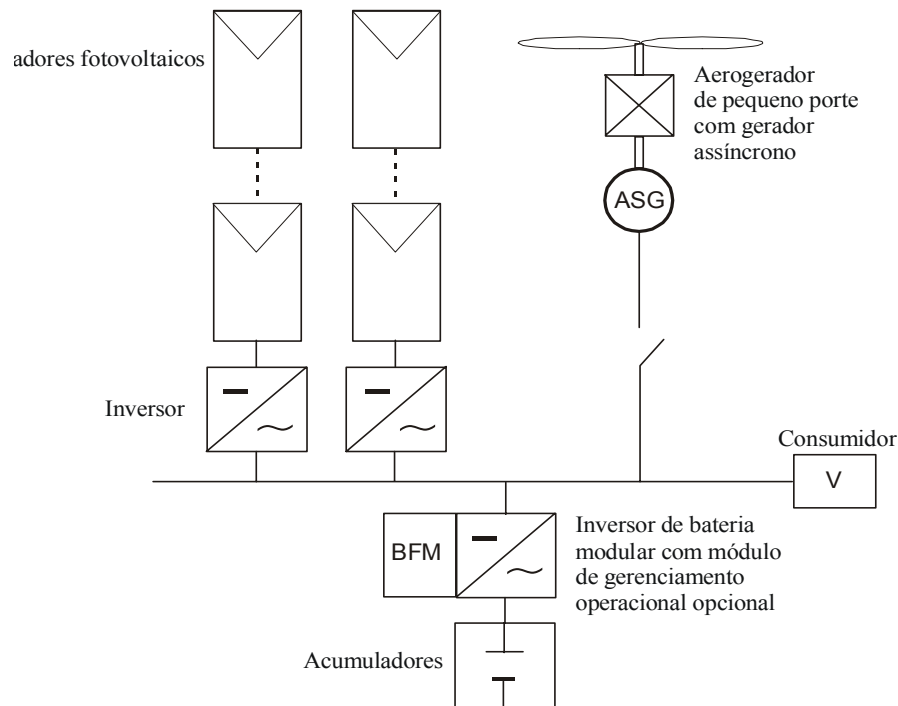 adores fotovoltaicos
Aerogerador
de pequeno porte
com gerador
assíncrono
ASG
Inversor
Consumidor
V
BFM
Inversor de bateria
modular com módulo
de gerenciamento
operacional opcional
Acumuladores